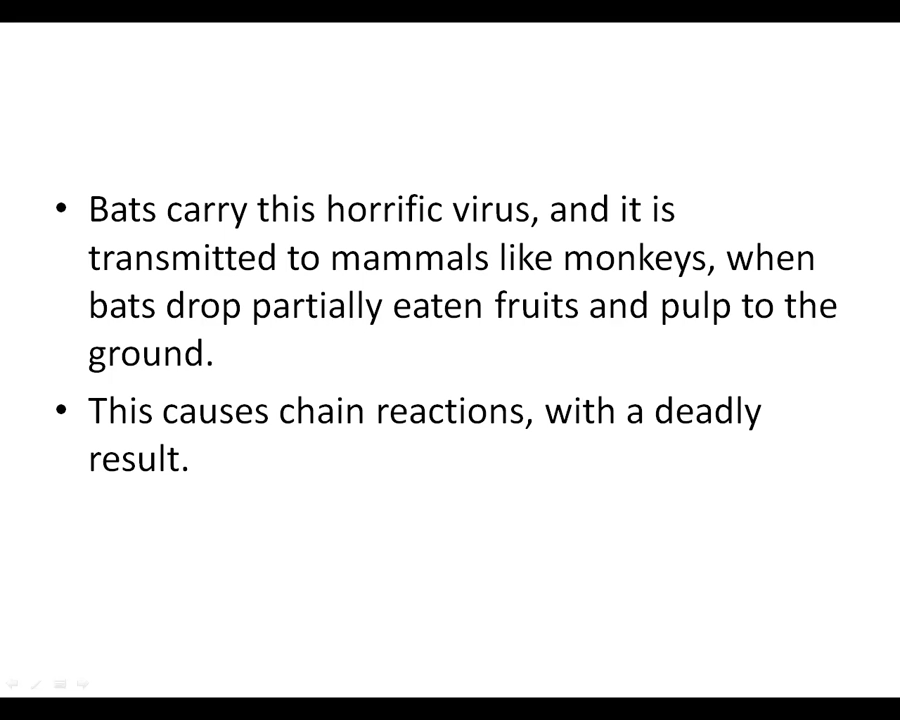 • Bats carry this horrific virus, and it is
transmitted to mammals like monkeys, when
bats drop partially eaten fruits and pulp to the
ground.
• This causes chain reactions, with a deadly
result.